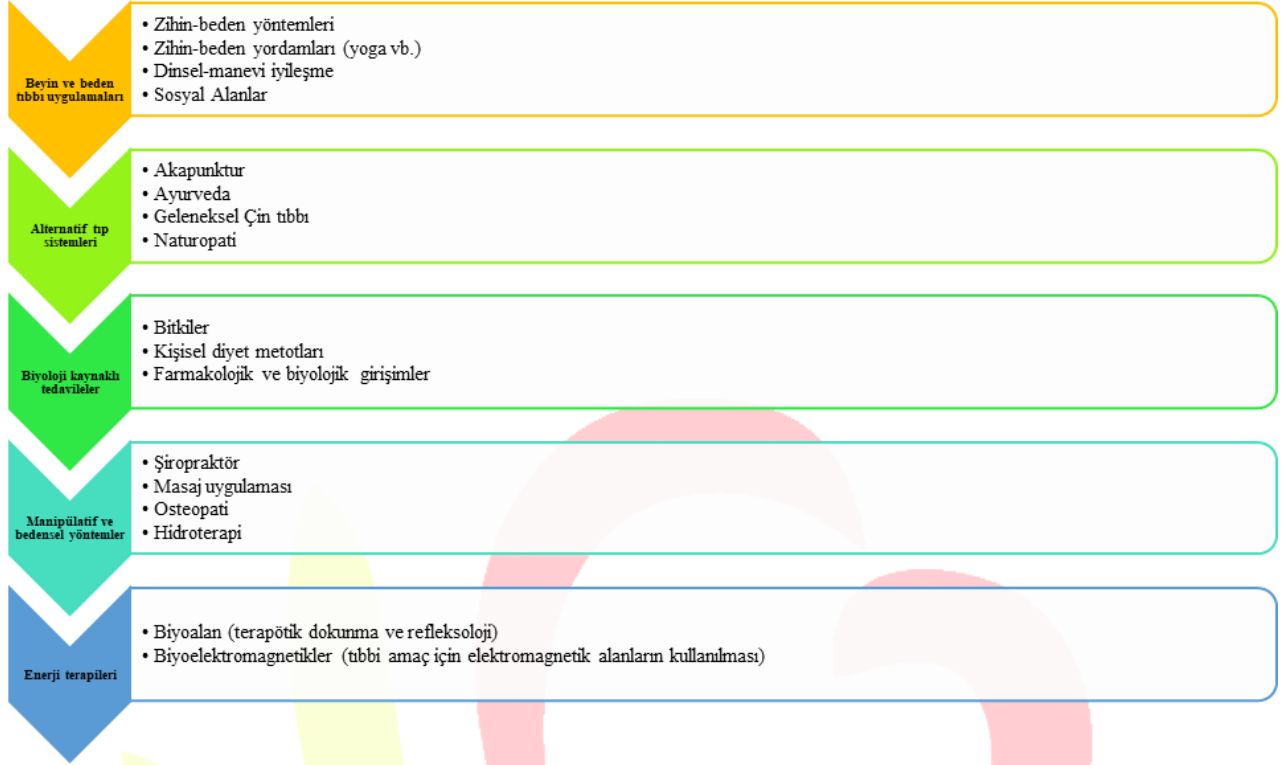 Beyin ve beden
tıbbi uygulamaları
• Zihin-beden yöntemleri
• Zihin-beden yordamları (yoga vb.)
• Dinsel-manevi iyileşme
• Sosyal Alanlar
Alternatif tıp
sistemleri
• Akapunktur
• Ayurveda
• Geleneksel Çin tıbbı
• Naturopati
Biyoloji kaynaklı
tedavileler
• Bitkiler
• Kişisel diyet metotları
• Farmakolojik ve biyolojik girişimler
Manipülatif ve
bedensel yöntemler
• Şiropraktör
• Masaj uygulaması
• Osteopati
• Hidroterapi
Enerji terapileri
• Biyoalan (terapötik dokunma ve refleksoloji)
• Biyoelektromagnetikler (tıbbi amaç için elektromagnetik alanların kullanılması)